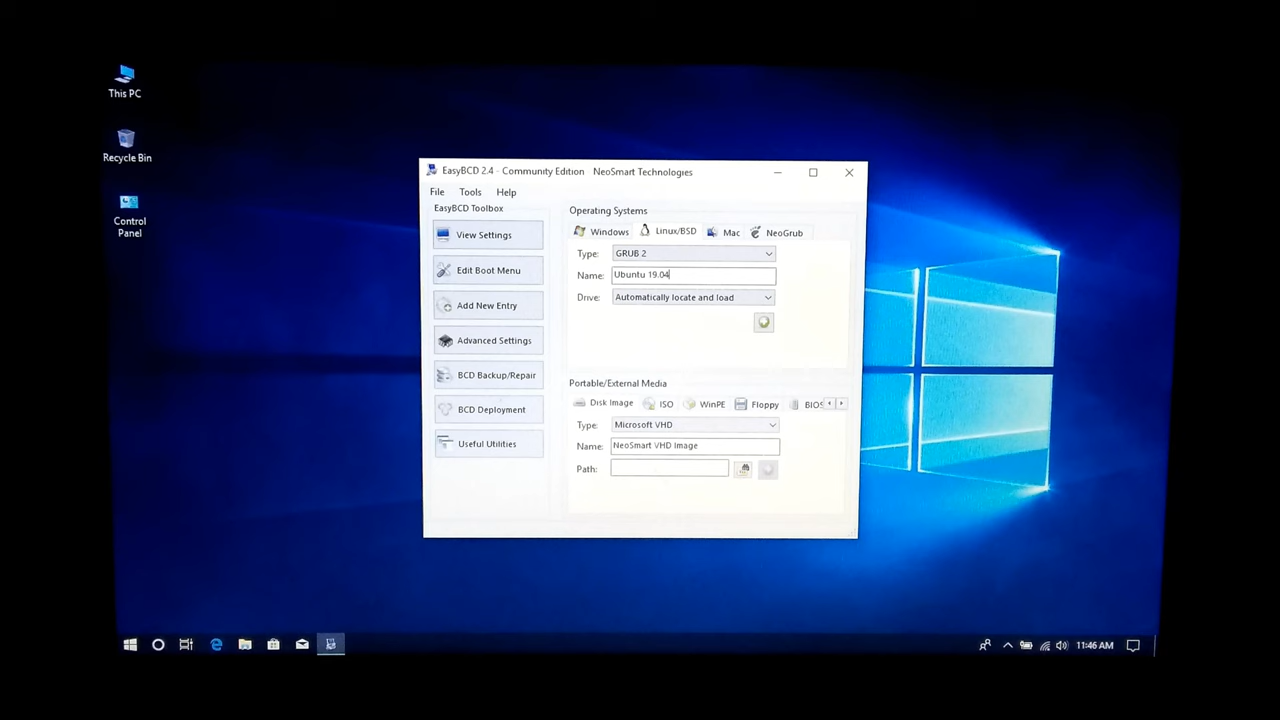 This PC
Recycle Bin
Control
Panel
EasyBCD 2.4 - Community Edition NeoSmart Technologies
File Tools Help
EasyBCD Toolbox
View Settings
Edit Boot Menu
Add New Entry
Advanced Settings
BCD Backup/Repair
BCD Deployment
Useful Utilities
Operating Systems
Windows Linux/BSD Mac NeoGrub
Type: GRUB 2
Name: Ubuntu 19.04
Drive: Automatically locate and load
Portable/External Media
Disk Image ISO WinPE Floppy BIOS
Type: Microsoft VHD
Name: NeoSmart VHD Image
Path:
11:46 AM